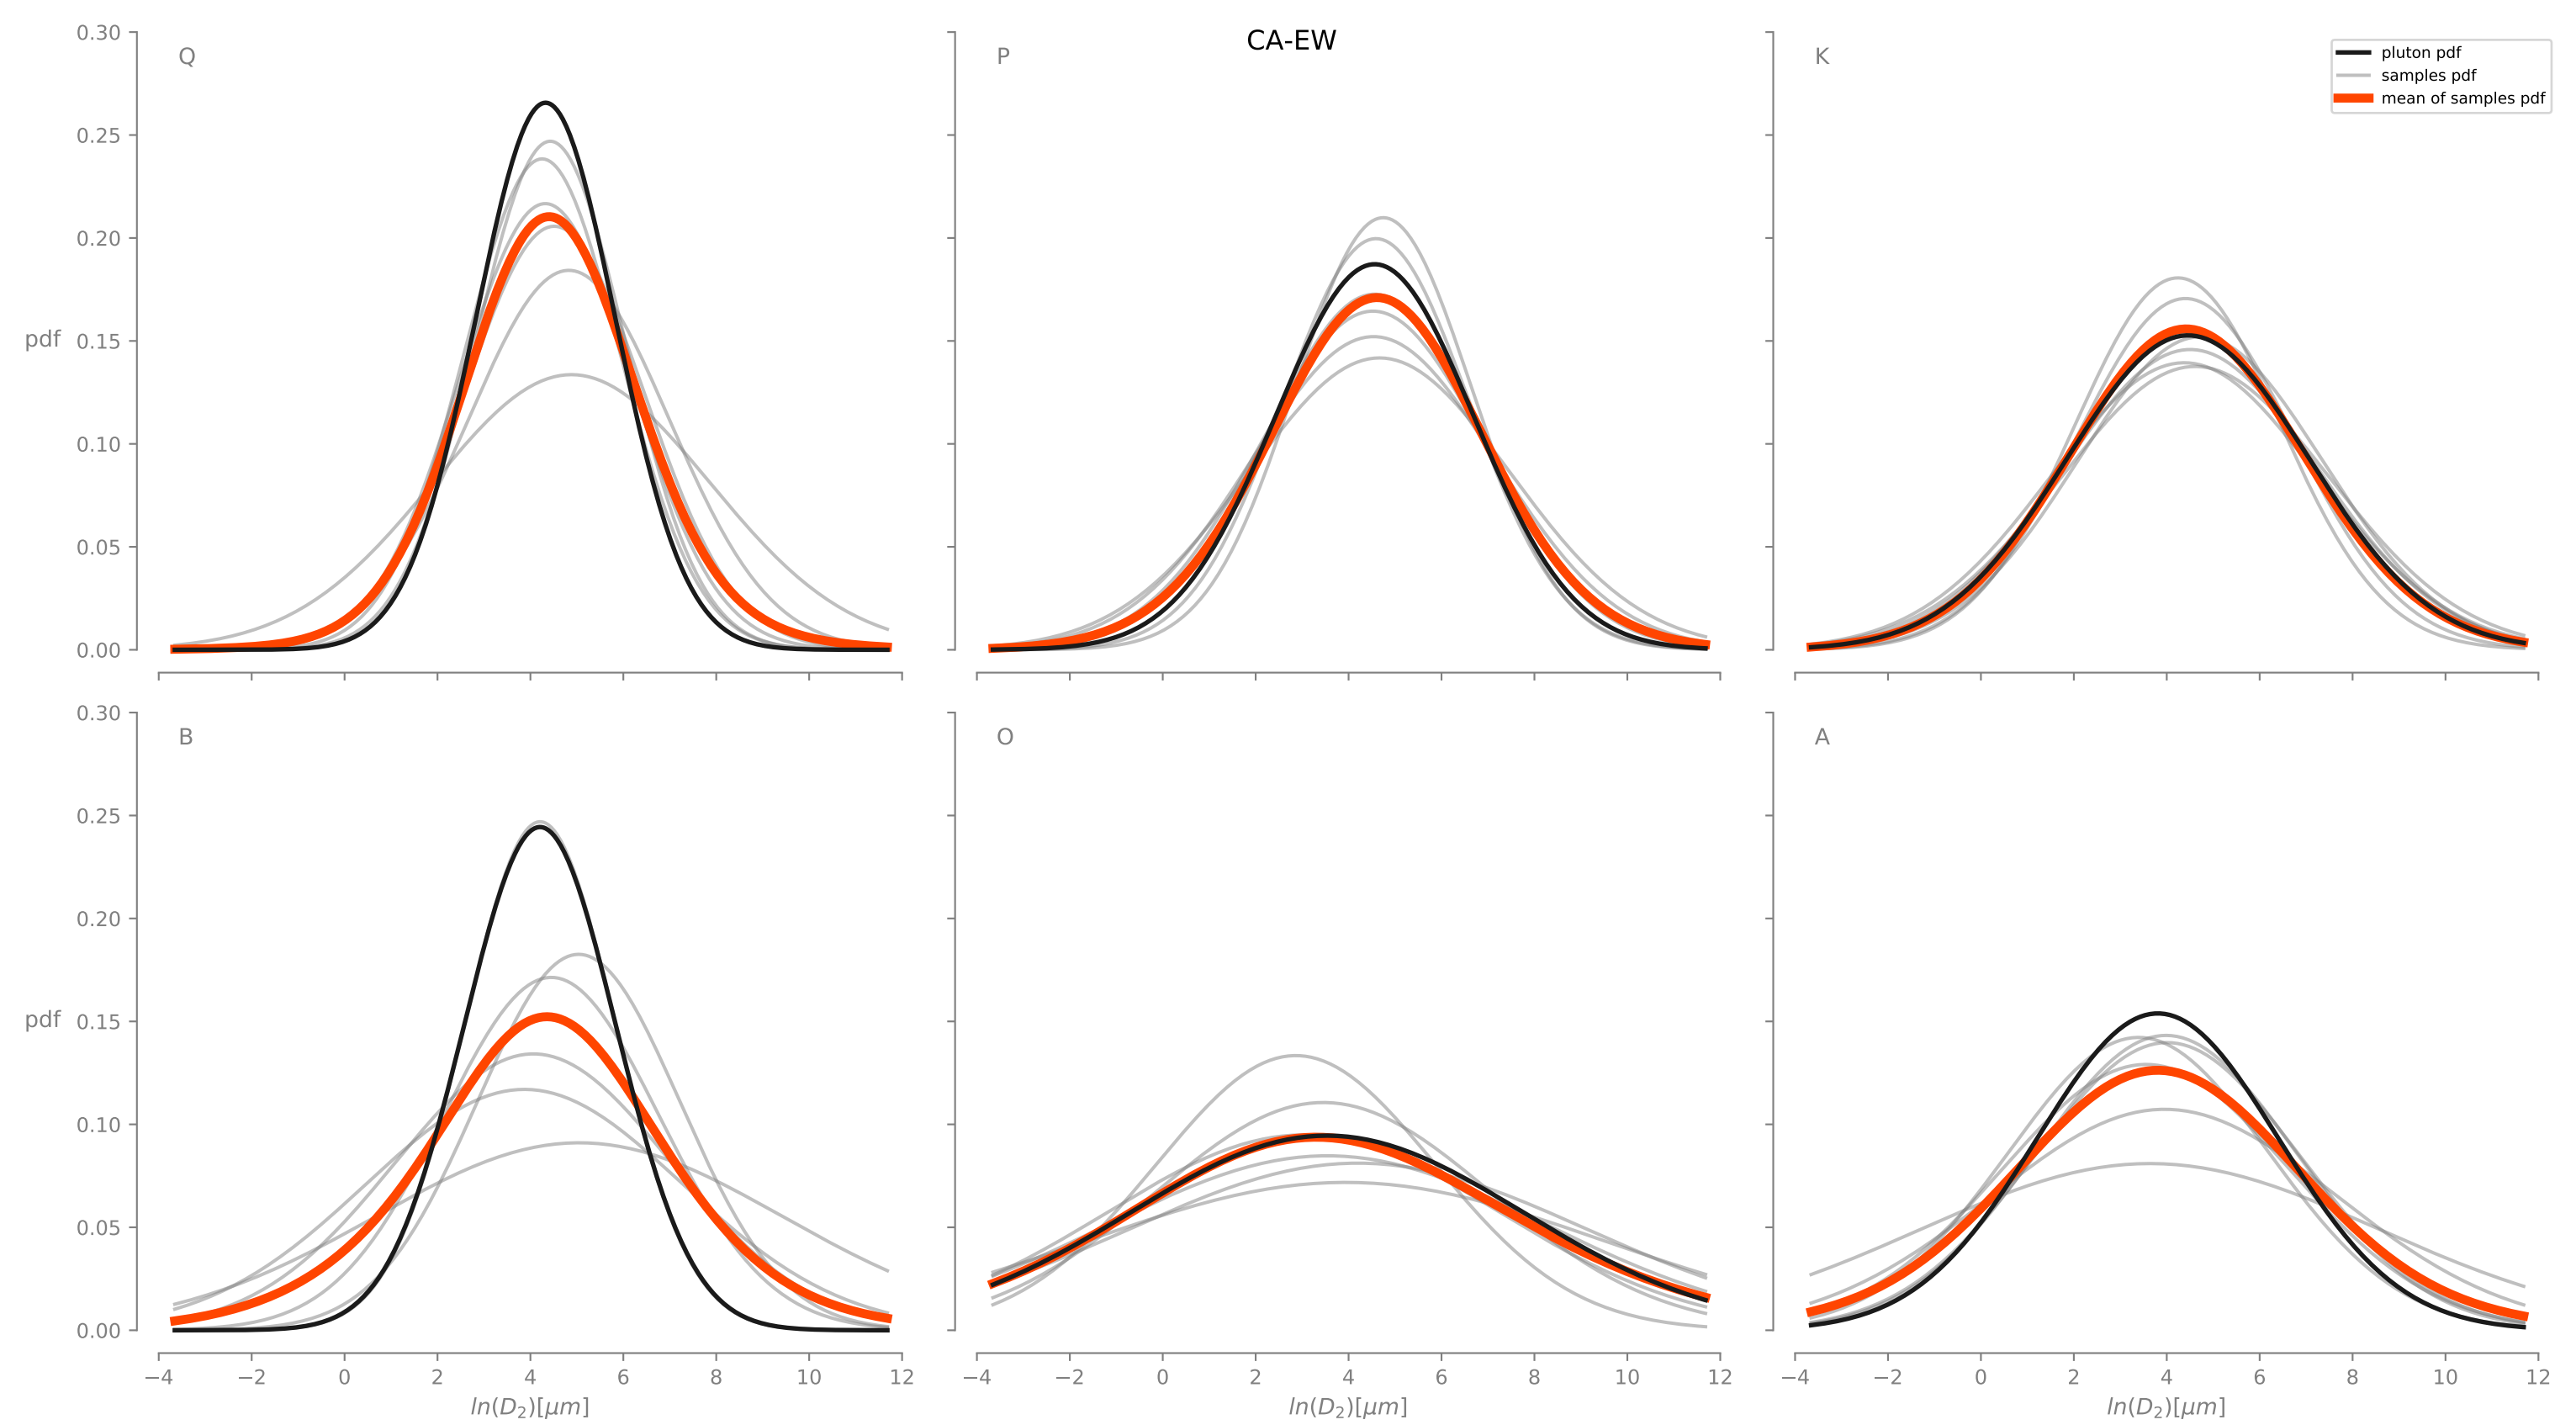 CA-EW
Q
P
K
pluton pdf
samples pdf
mean of samples pdf
pdf
0.30
0.25
0.20
0.15
0.10
0.05
0.00
B
O
A
pdf
0.30
0.25
0.20
0.15
0.10
0.05
0.00
−4 −2 0 2 4 6 8 10 12
−4 −2 0 2 4 6 8 10 12
−4 −2 0 2 4 6 8 10 12
ln(D₂)[μm]
ln(D₂)[μm]
ln(D₂)[μm]